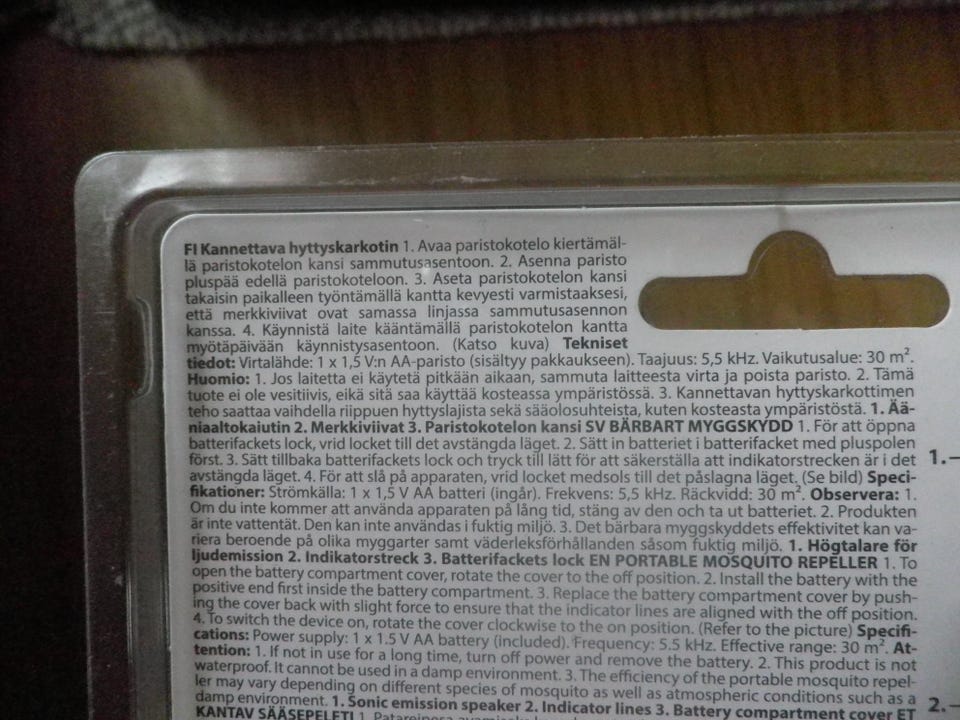 FI Kannettava hyttyskarkotin 1. Avaa paristokotelo kiertämäl-
lä paristokotelon kansi sammutusasentoon. 2. Asenna paristo
pluspää edellä paristokoteloon. 3. Aseta paristokotelon kansi
takaisin paikalleen työntämällä kantta kevyesti varmistaaksesi,
että merkkiviivat ovat samassa linjassa sammutusasennon
kanssa. 4. Käynnistä laite kääntämällä paristokotelon kantta
myötäpäivään käynnistysasentoon. (Katso kuva) Tekniset
tiedot: Virtalähde: 1 x 1,5 V:n AA-paristo (sisältyy pakkaukseen). Taajuus: 5,5 kHz. Vaikutusalue: 30 m².
Huomio: 1. Jos laitetta ei käytetä pitkään aikaan, sammuta laitteesta virta ja poista paristo. 2. Tämä
tuote ei ole vesitiivis, eikä sitä saa käyttää kosteassa ympäristössä. 3. Kannettavan hyttyskarkottimen
teho saattaa vaihdella riippuen hyttyslajista sekä sääolosuhteista, kuten kosteasta ympäristöstä. 1. Ää-
niaaltokaiutin 2. Merkkiviivat 3. Paristokotelon kansi SV BÄRBART MYGGSKYDD 1. För att öppna
batterifackets lock, vrid locket till det avstängda läget. 2. Sätt in batteriet i batterifacket med pluspolen
först. 3. Sätt tillbaka batterifackets lock och tryck till lätt för att säkerställa att indikatorstrecken är i det
avstängda läget. 4. För att slå på apparaten, vrid locket medsols till det påslagna läget. (Se bild) Speci-
fikationer: Strömkälla: 1 x 1,5 V AA batteri (ingår). Frekvens: 5,5 kHz. Räckvidd: 30 m². Observera: 1.
Om du inte kommer att använda apparaten på lång tid, stäng av den och ta ut batteriet. 2. Produkten
är inte vattentät. Den kan inte användas i fuktig miljö. 3. Det bärbara myggskyddets effektivitet kan va-
riera beroende på olika myggarter samt väderleksförhållanden såsom fuktig miljö. 1. Högtalare för
ljudemission 2. Indikatorstreck 3. Batterifackets lock EN PORTABLE MOSQUITO REPELLER 1. To
open the battery compartment cover, rotate the cover to the off position. 2. Install the battery with the
positive end first inside the battery compartment. 3. Replace the battery compartment cover by push-
ing the cover back with slight force to ensure that the indicator lines are aligned with the off position.
4. To switch the device on, rotate the cover clockwise to the on position. (Refer to the picture) Specifi-
cations: Power supply: 1 x 1.5 V AA battery (included). Frequency: 5.5 kHz. Effective range: 30 m². At-
tention: 1. If not in use for a long time, turn off power and remove the battery. 2. This product is not
waterproof. It cannot be used in a damp environment. 3. The efficiency of the portable mosquito repel-
ler may vary depending on different species of mosquito as well as atmospheric conditions such as a
damp environment. 1. Sonic emission speaker 2. Indicator lines 3. Battery compartment cover ET
KANTAV SÄÄSEPELETI 1. Patareipesa
1.
2.